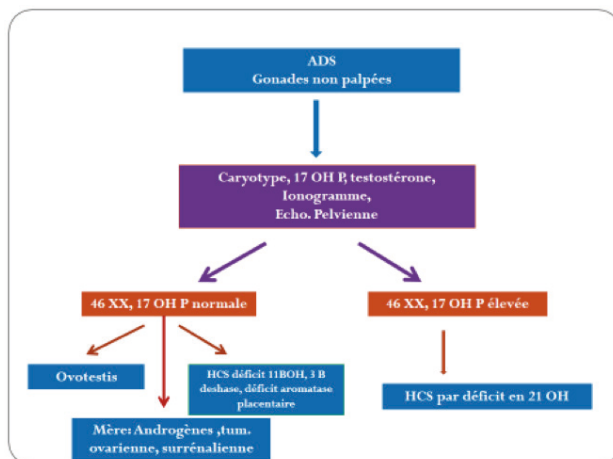 ADS
Gonades non palpées
Caryotype, 17 OH P, testostérone,
Ionogramme,
Echo. Pelvienne
46 XX, 17 OH P normale
46 XX, 17 OH P élevée
Ovotestis
HCS déficit 11BOH, 3 B
deshase, déficit aromatase
placentaire
HCS par déficit en 21 OH
Mère: Androgènes ,tum.
ovarienne, surrénalienne